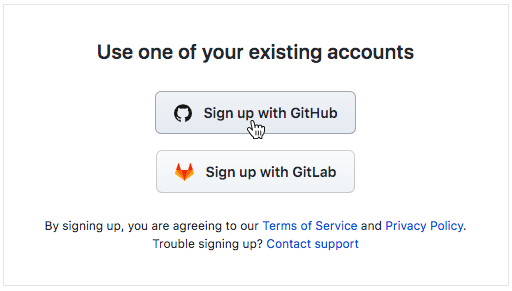 Use one of your existing accounts
Sign up with GitHub
Sign up with GitLab
By signing up, you are agreeing to our Terms of Service and Privacy Policy.
Trouble signing up? Contact support